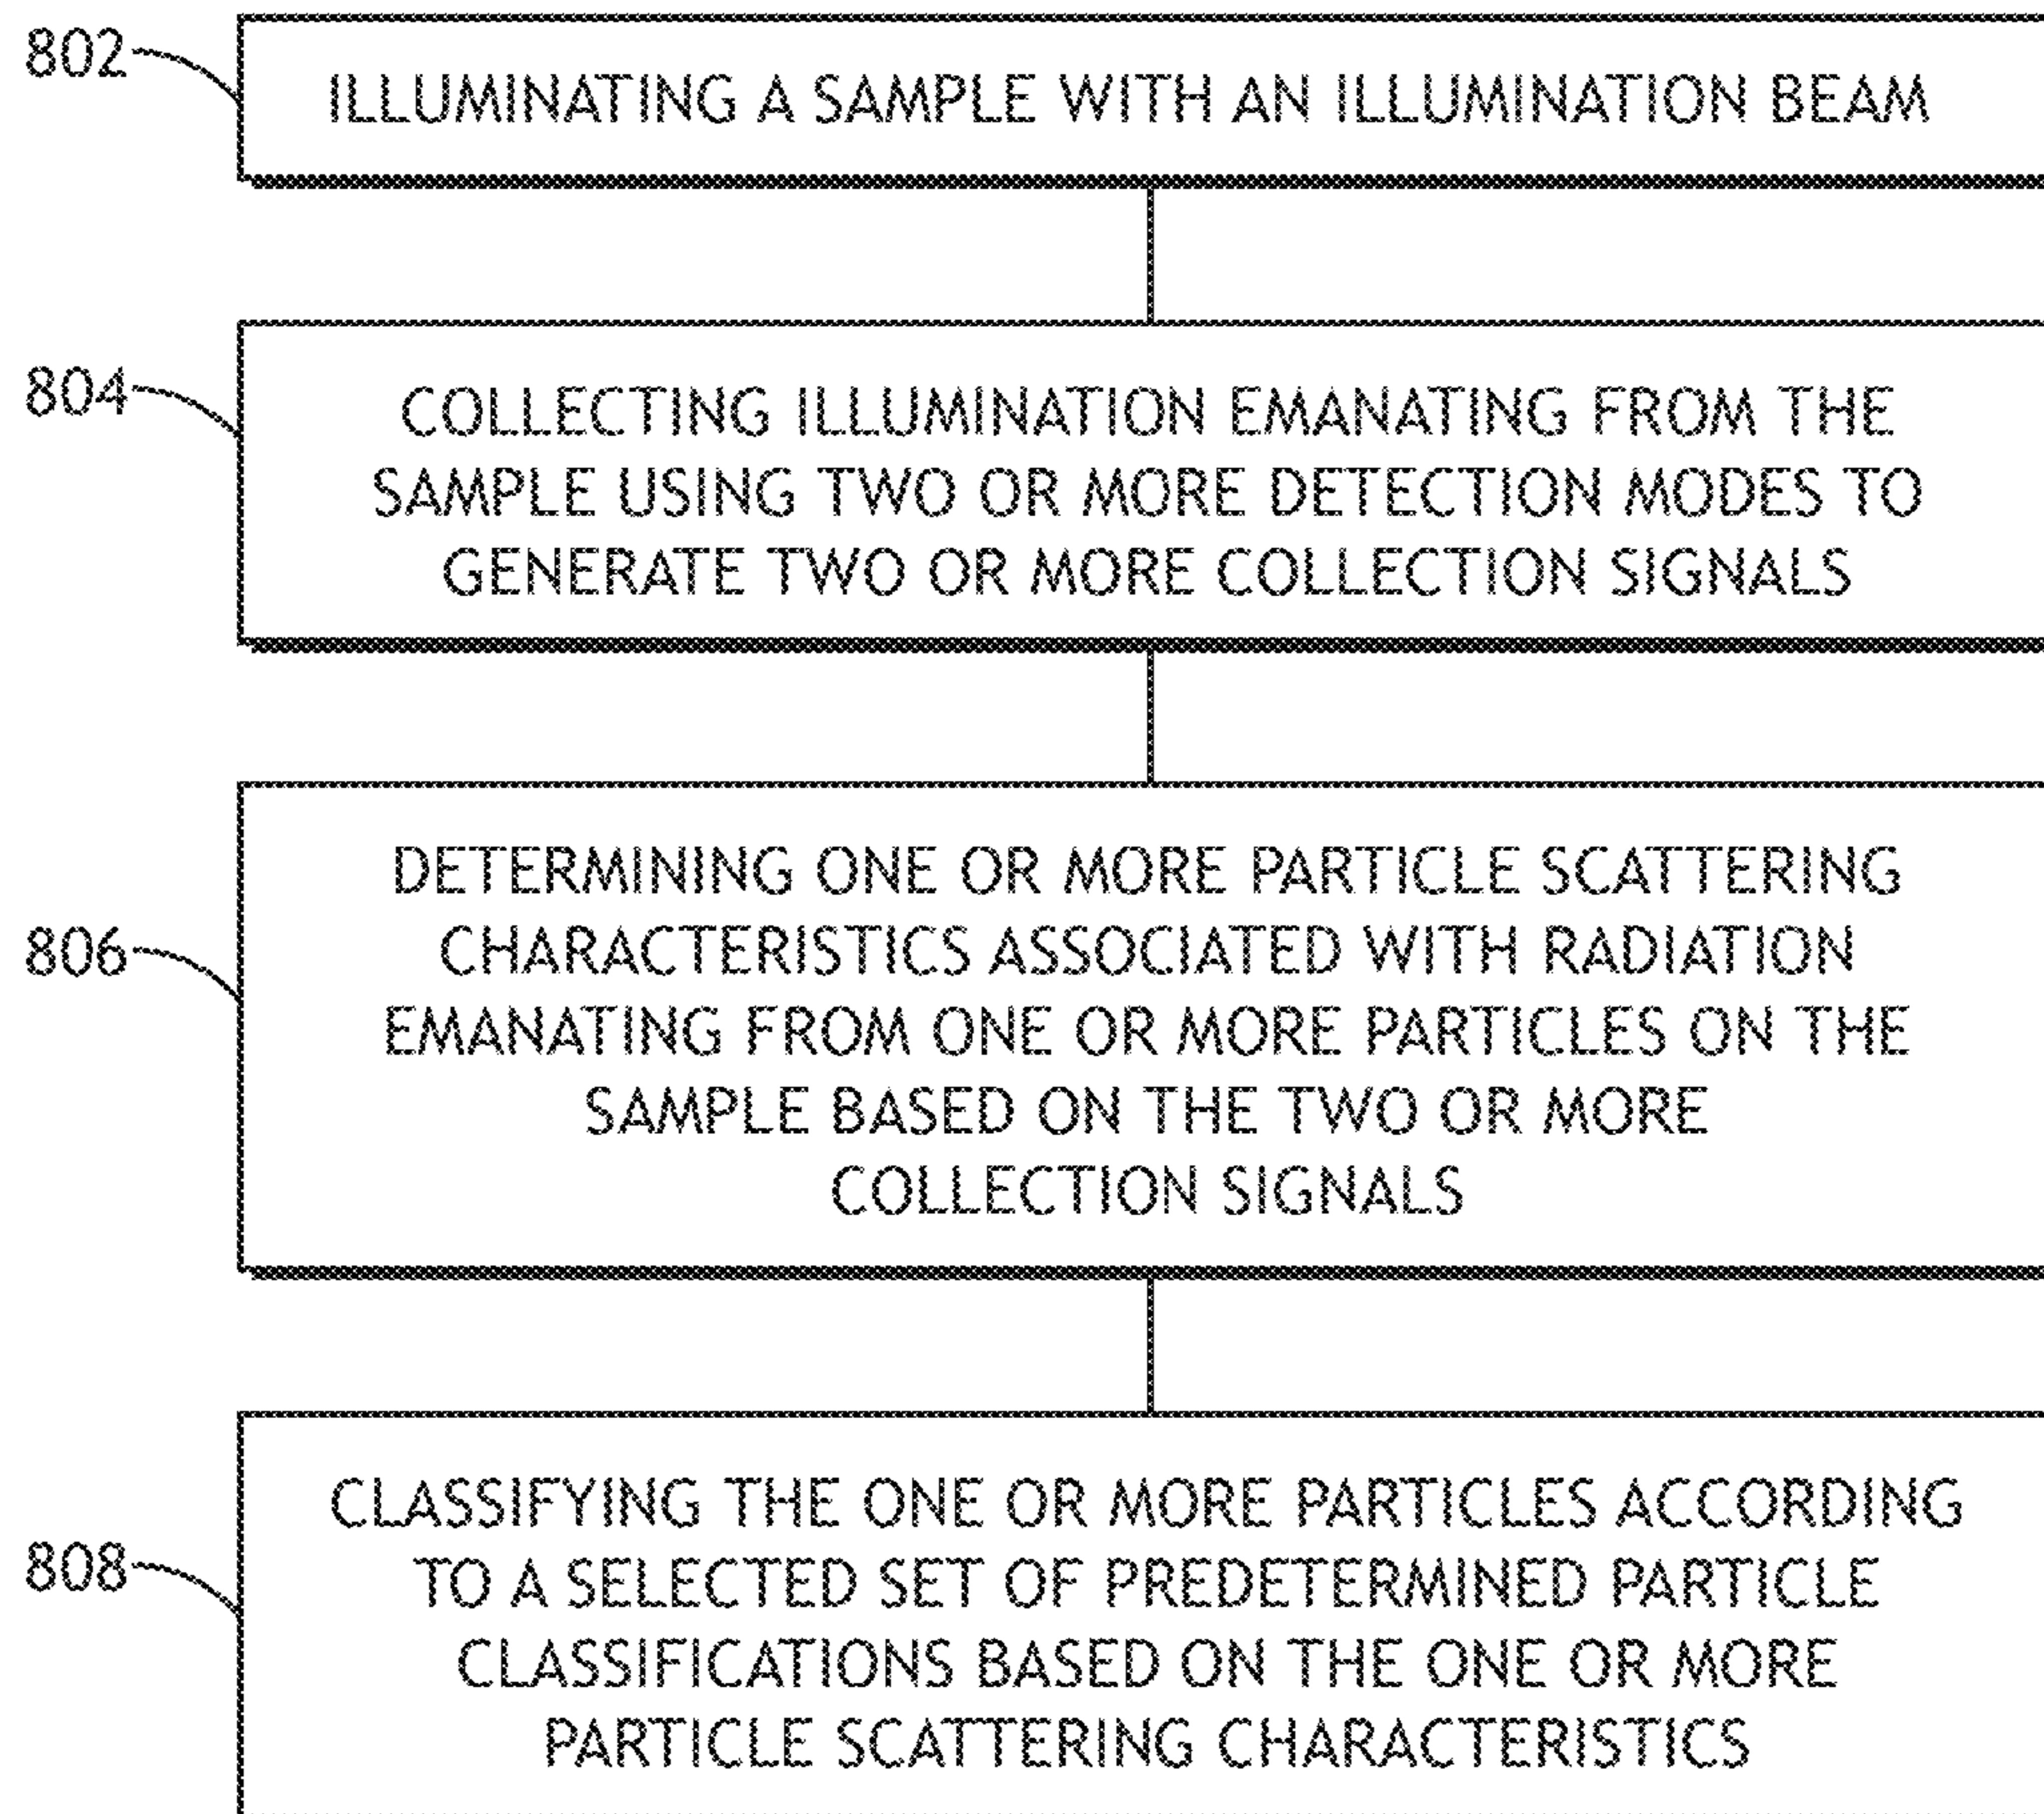 802
ILLUMINATING A SAMPLE WITH AN ILLUMINATION BEAM
804
COLLECTING ILLUMINATION EMANATING FROM THE
SAMPLE USING TWO OR MORE DETECTION MODES TO
GENERATE TWO OR MORE COLLECTION SIGNALS
806
DETERMINING ONE OR MORE PARTICLE SCATTERING
CHARACTERISTICS ASSOCIATED WITH RADIATION
EMANATING FROM ONE OR MORE PARTICLES ON THE
SAMPLE BASED ON THE TWO OR MORE
COLLECTION SIGNALS
808
CLASSIFYING THE ONE OR MORE PARTICLES ACCORDING
TO A SELECTED SET OF PREDETERMINED PARTICLE
CLASSIFICATIONS BASED ON THE ONE OR MORE
PARTICLE SCATTERING CHARACTERISTICS